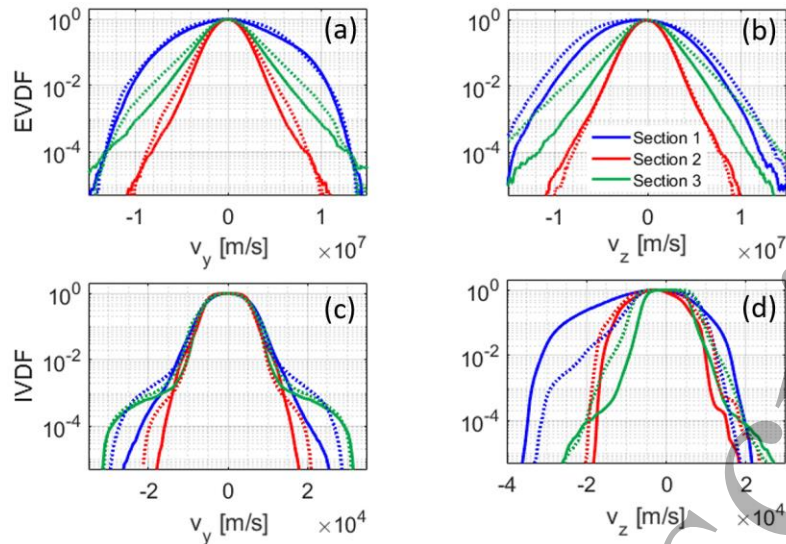 (a)
10^0
10^-2
10^-4
EVDF
-1 0 1
v_y [m/s] ×10^7
(b)
10^0
10^-2
10^-4
Section 1
Section 2
Section 3
-1 0 1
v_z [m/s] ×10^7
(c)
10^0
10^-2
10^-4
IVDF
-2 0 2
v_y [m/s] ×10^4
(d)
10^0
10^-2
10^-4
-4 -2 0 2
v_z [m/s] ×10^4